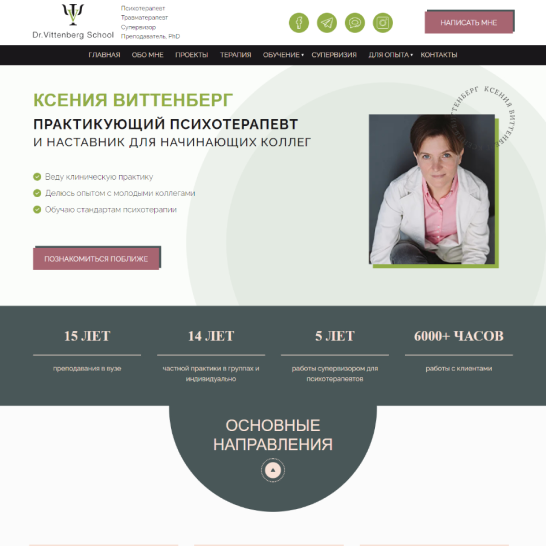 Психотерапевт
Травматерапевт
Супервизор
Преподаватель, PhD
Dr.Vittenberg School
НАПИСАТЬ МНЕ
ГЛАВНАЯ ОБО МНЕ ПРОЕКТЫ ТЕРАПИЯ ОБУЧЕНИЕ СУПЕРВИЗИЯ ДЛЯ ОПЫТА КОНТАКТЫ
КСЕНИЯ ВИТТЕНБЕРГ
ПРАКТИКУЮЩИЙ ПСИХОТЕРАПЕВТ
И НАСТАВНИК ДЛЯ НАЧИНАЮЩИХ КОЛЛЕГ
КСЕНИЯ ВИТТЕНБЕРГ
Веду клиническую практику
Делюсь опытом с молодыми коллегами
Обучаю стандартам психотерапии
ПОЗНАКОМИТЬСЯ ПОБЛИЖЕ
15 ЛЕТ
преподавания в вузе
14 ЛЕТ
частной практики в группах и
индивидуально
5 ЛЕТ
работы супервизором для
психотерапевтов
6000+ ЧАСОВ
работы с клиентами
ОСНОВНЫЕ
НАПРАВЛЕНИЯ